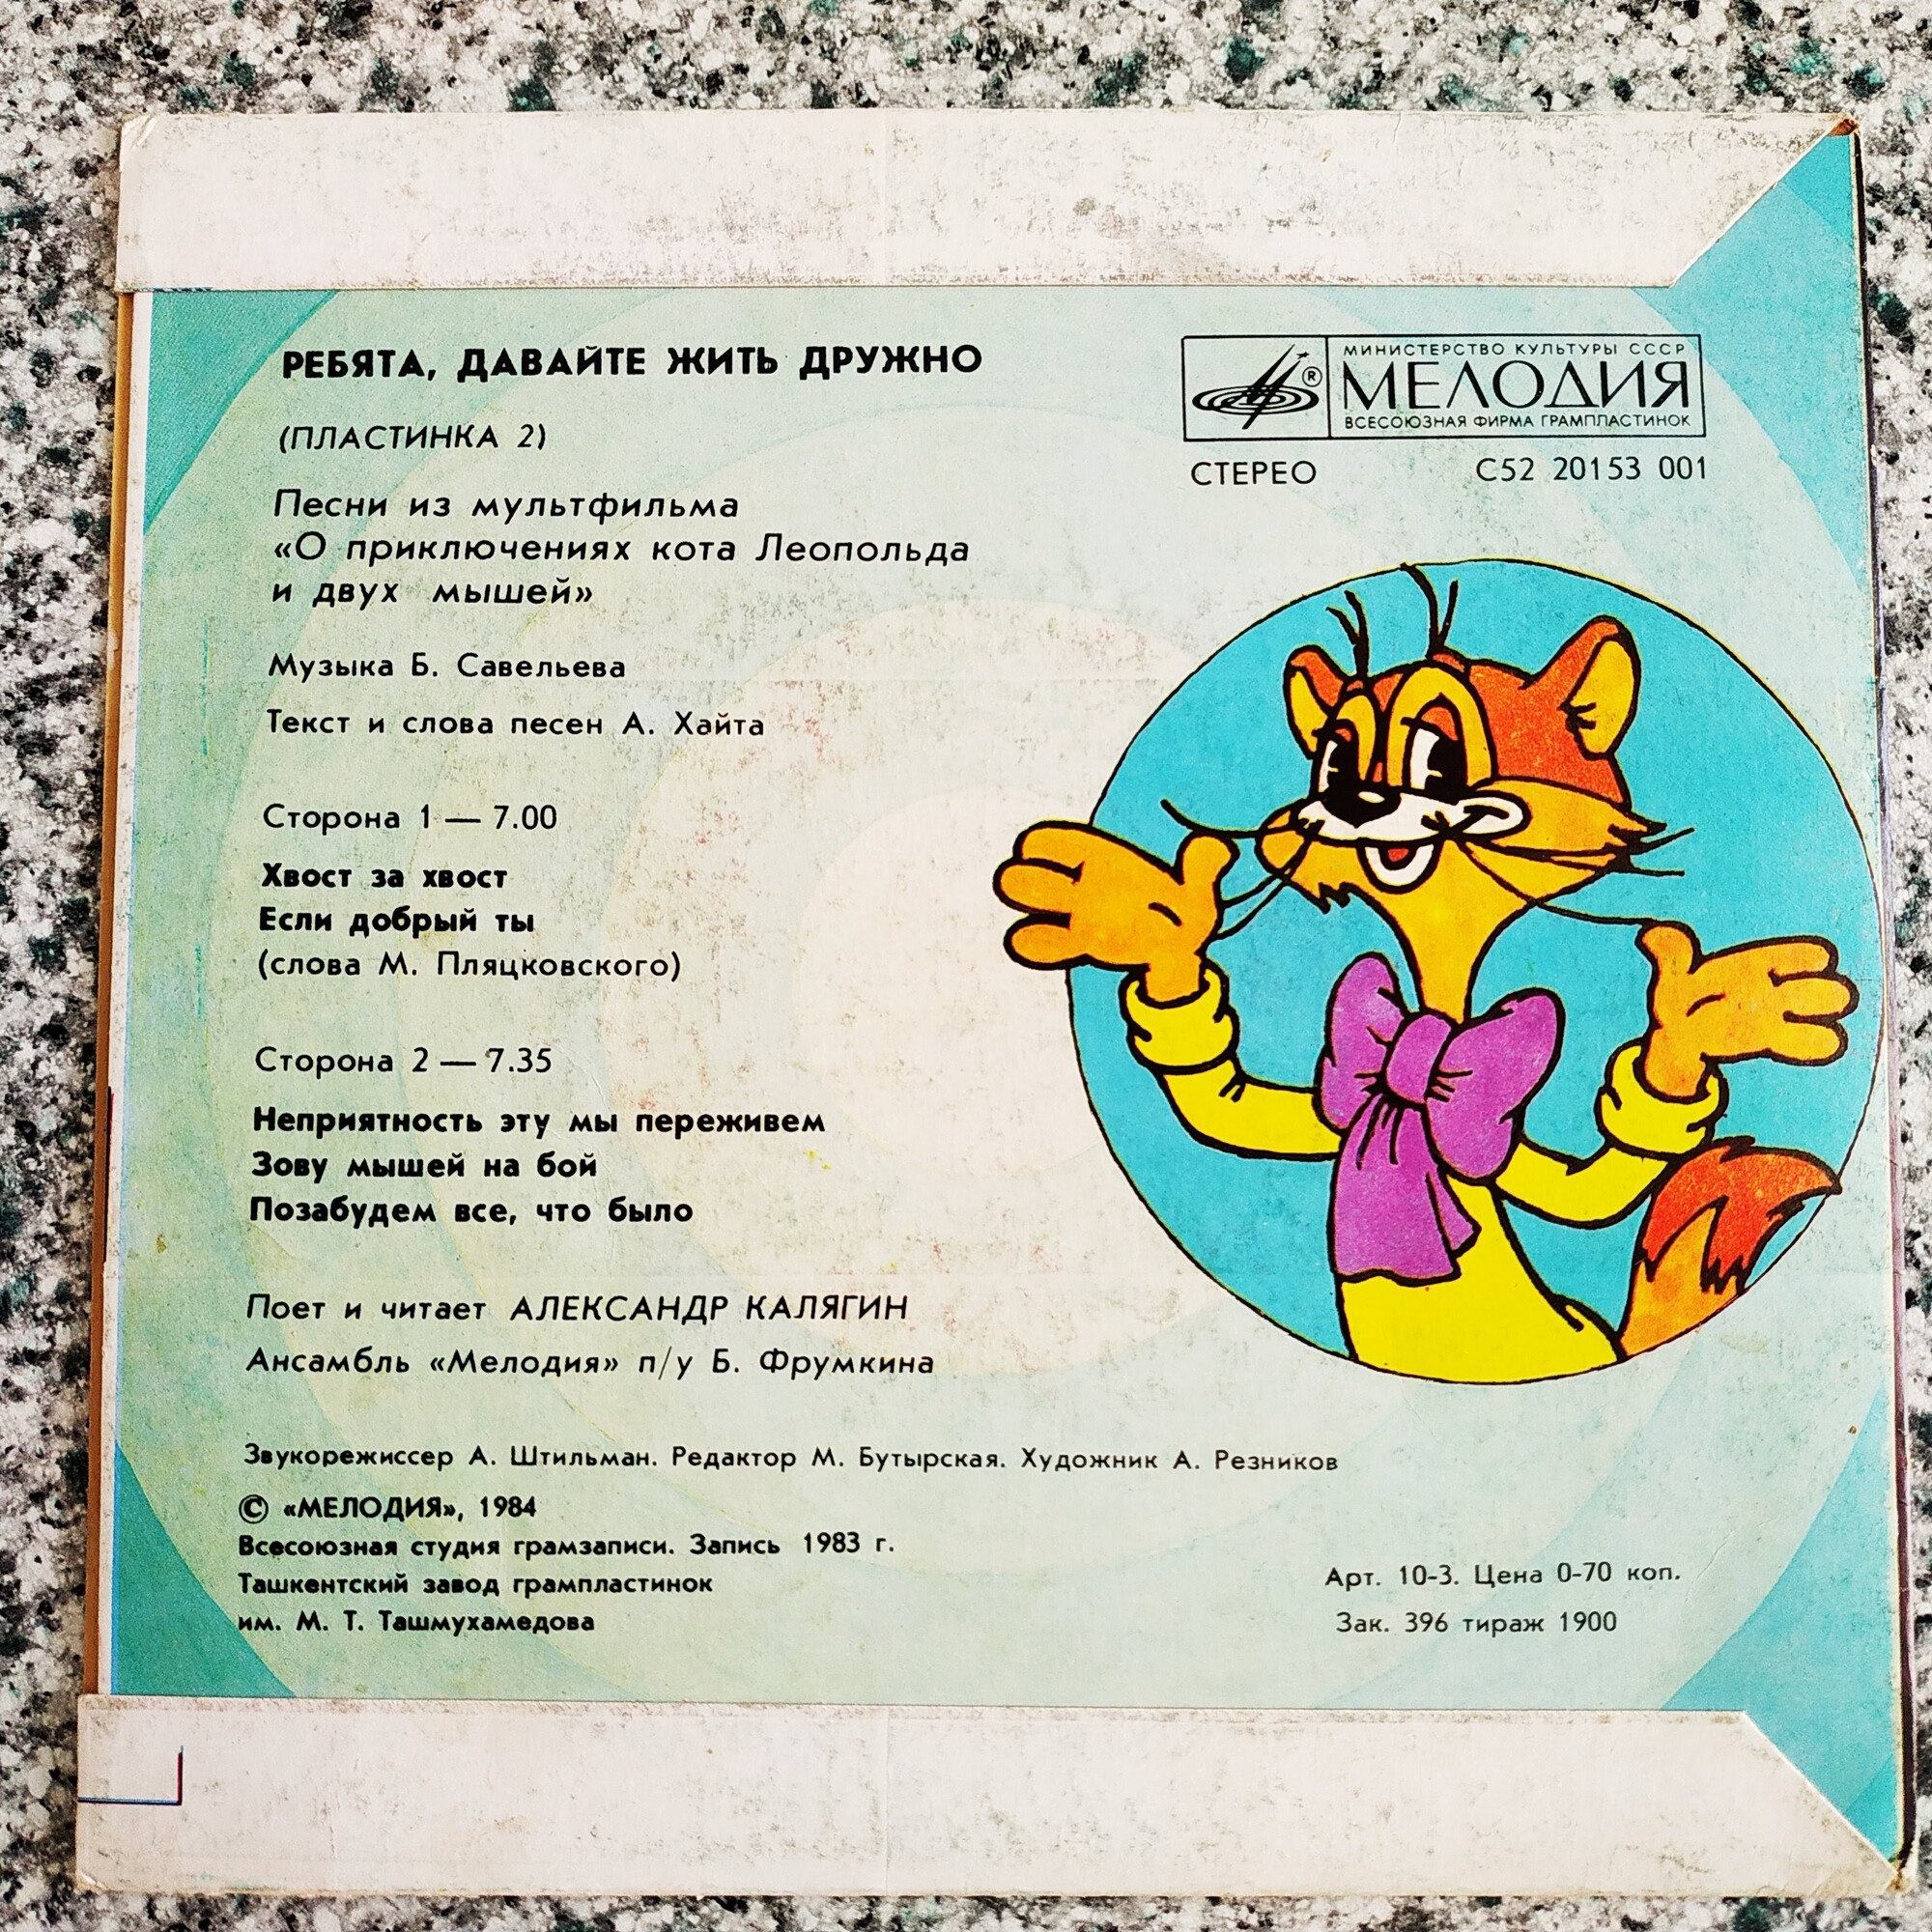 РЕБЯТА, ДАВАЙТЕ ЖИТЬ ДРУЖНО
(ПЛАСТИНКА 2)
Песни из мультфильма
«О приключениях кота Леопольда
и двух мышей»
Музыка Б. Савельева
Текст и слова песен А. Хайта
МИНИСТЕРСТВО КУЛЬТУРЫ СССР
®
МЕЛОДИЯ
ВСЕСОЮЗНАЯ ФИРМА ГРАМПЛАСТИНОК
СТЕРЕО С52 20153 001
Сторона 1 — 7.00
Хвост за хвост
Если добрый ты
(слова М. Пляцковского)
Сторона 2 — 7.35
Неприятность эту мы переживем
Зову мышей на бой
Позабудем все, что было
Поет и читает АЛЕКСАНДР КАЛЯГИН
Ансамбль «Мелодия» п/у Б. Фрумкина
Звукорежиссер А. Штильман. Редактор М. Бутырская. Художник А. Резников
© «МЕЛОДИЯ», 1984
Всесоюзная студия грамзаписи. Запись 1983 г.
Ташкентский завод грампластинок
им. М. Т. Ташмухамедова
Арт. 10-3. Цена 0-70 коп.
Зак. 396 тираж 1900